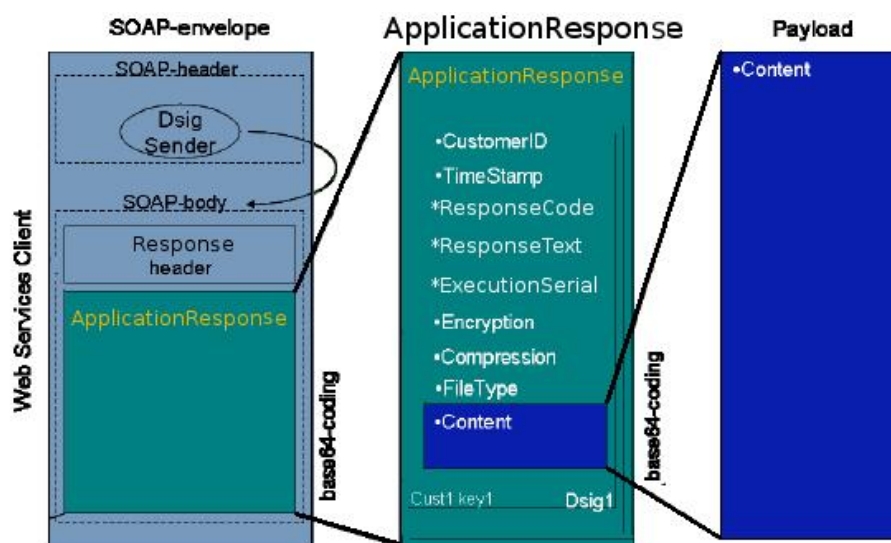 SOAP-envelope
SOAP-header
Dsig
Sender
SOAP-body
Response
header
ApplicationResponse
Web Services Client
base64-coding
ApplicationResponse
ApplicationResponse
•CustomerID
•TimeStamp
*ResponseCode
*ResponseText
*ExecutionSerial
•Encryption
•Compression
•FileType
•Content
Cust1 key1
Dsig1
base64-coding
Payload
•Content